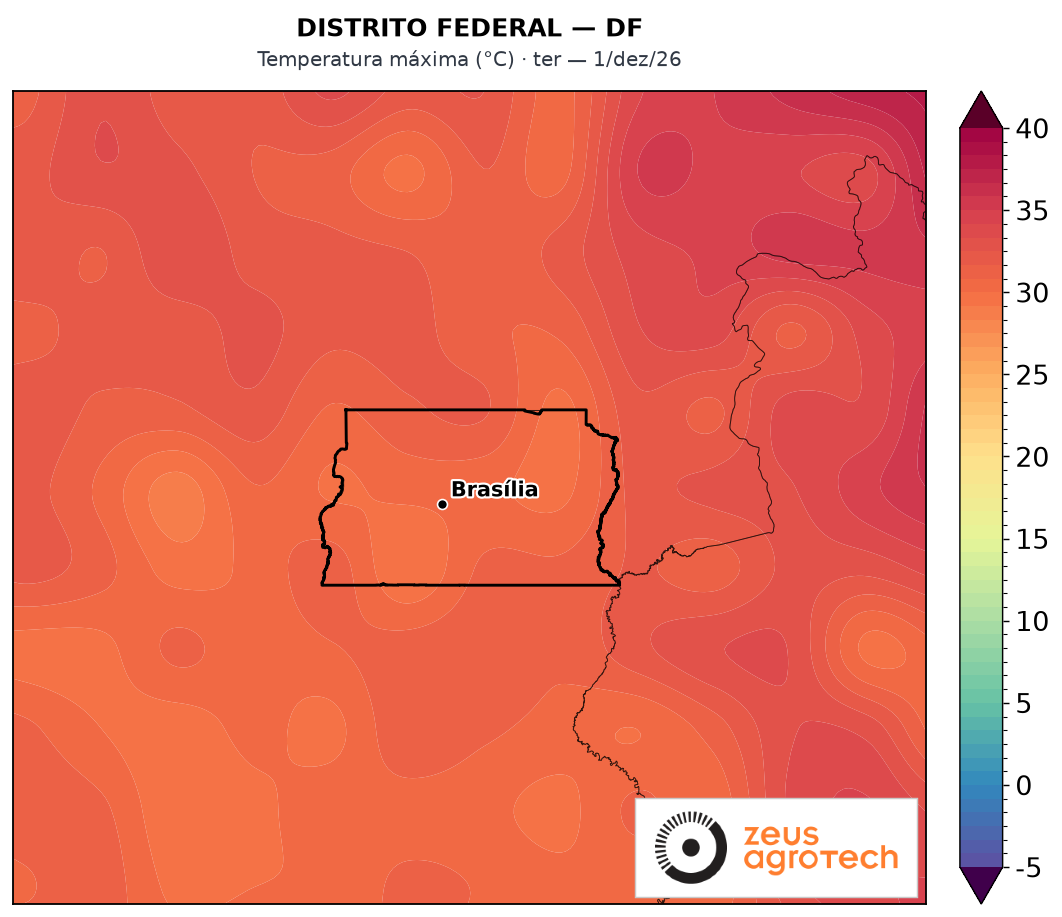 DISTRITO FEDERAL — DF
Temperatura máxima (°C) · ter — 1/dez/26
Brasília
40
35
30
25
20
15
10
5
0
-5
zeus
agrotech